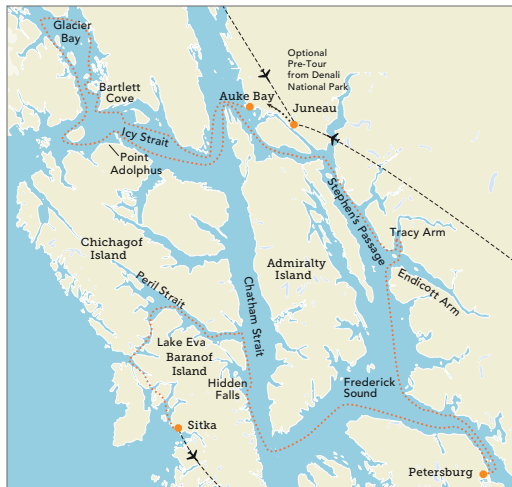 Glacier
Bay
Optional
Pre-Tour
from Denali
National Park
Bartlett
Cove
Auke Bay
Juneau
Icy Strait
Point
Adolphus
Stephen's Passage
Tracy Arm
Chichagof
Island
Admiralty
Island
Endicott Arm
Peril Strait
Chatham Strait
Lake Eva
Baranof
Island
Hidden
Falls
Frederick
Sound
Sitka
Petersburg